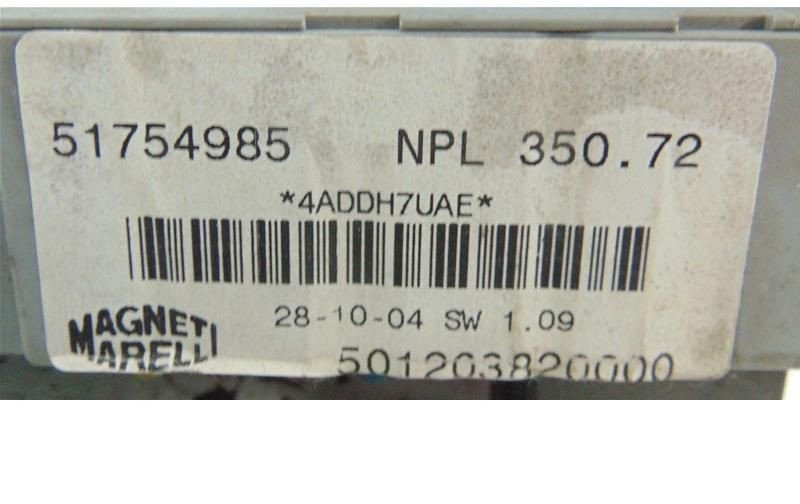 51754985 NPL 350.72
*4ADDH7UAE*
28-10-04 SW 1.09
MAGNETI
MARELLI
501203820000